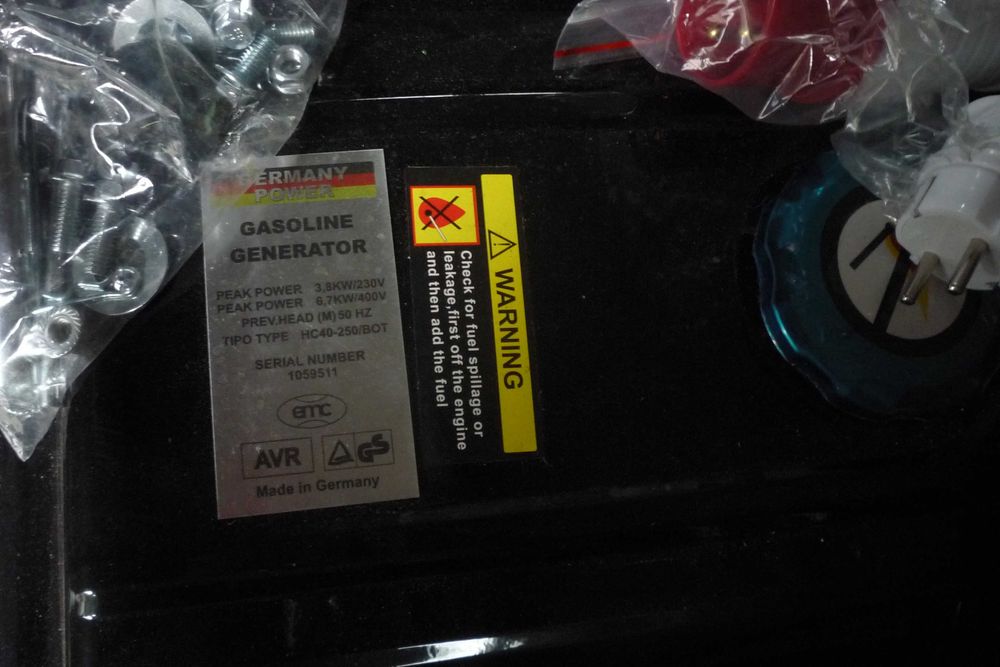 GERMANY
POWER
GASOLINE
GENERATOR
PEAK POWER 3,8KW/230V
PEAK POWER 6,7KW/400V
PREV.HEAD (M) 50 HZ
TIPO TYPE HC40-250/BOT
SERIAL NUMBER
1059511
emc
AVR
GS
Made in Germany
WARNING
Check for fuel spillage or
leakage,first off the engine
and then add the fuel